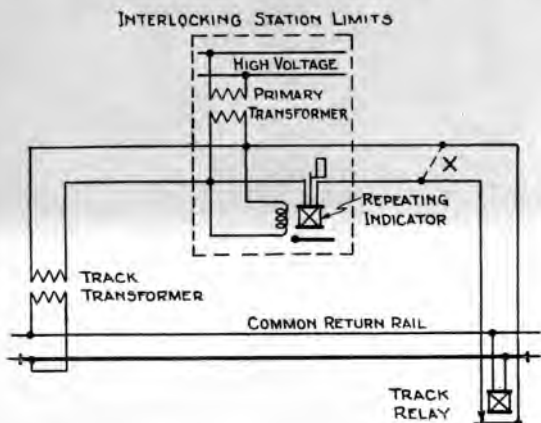 INTERLOCKING STATION LIMITS
HIGH VOLTAGE
PRIMARY
TRANSFORMER
X
REPEATING
INDICATOR
TRACK
TRANSFORMER
COMMON RETURN RAIL
TRACK
RELAY